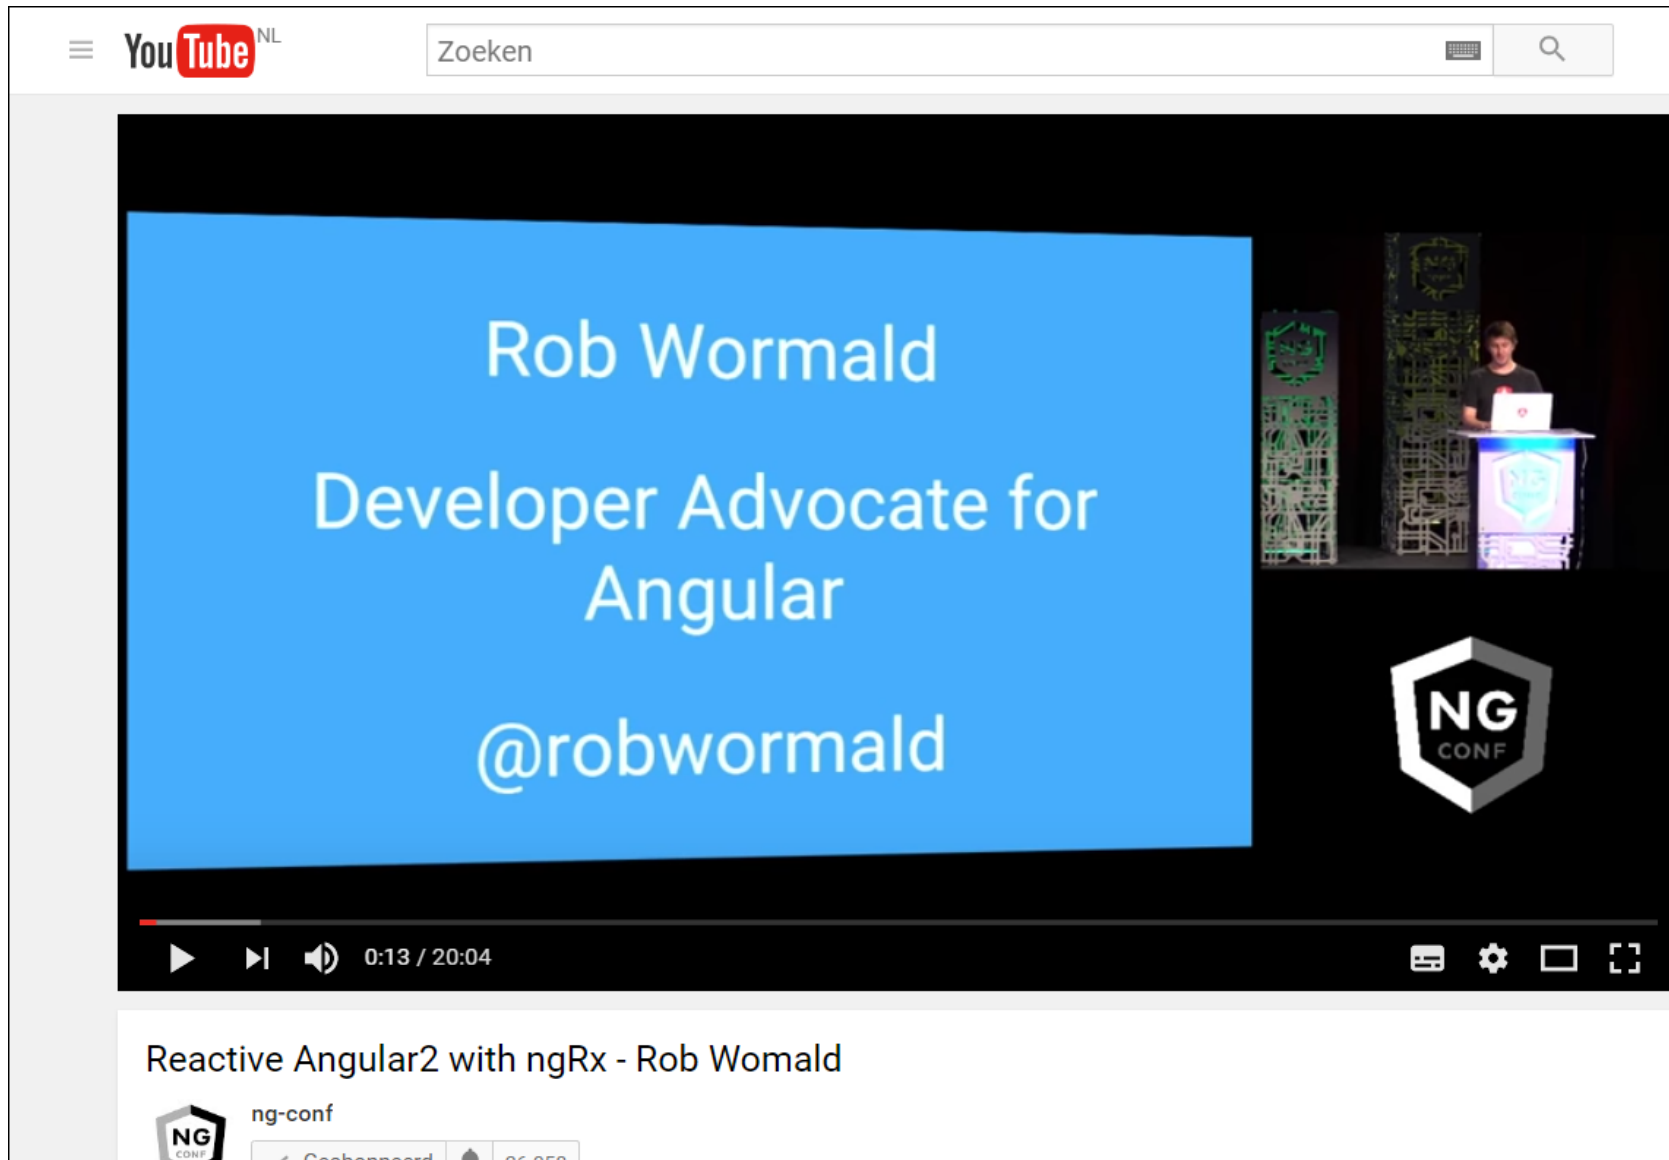 YouTube NL
Zoeken
Rob Wormald
Developer Advocate for
Angular
@robwormald
NG
CONF
0:13 / 20:04
Reactive Angular2 with ngRx - Rob Womald
ng-conf
NG
CONF